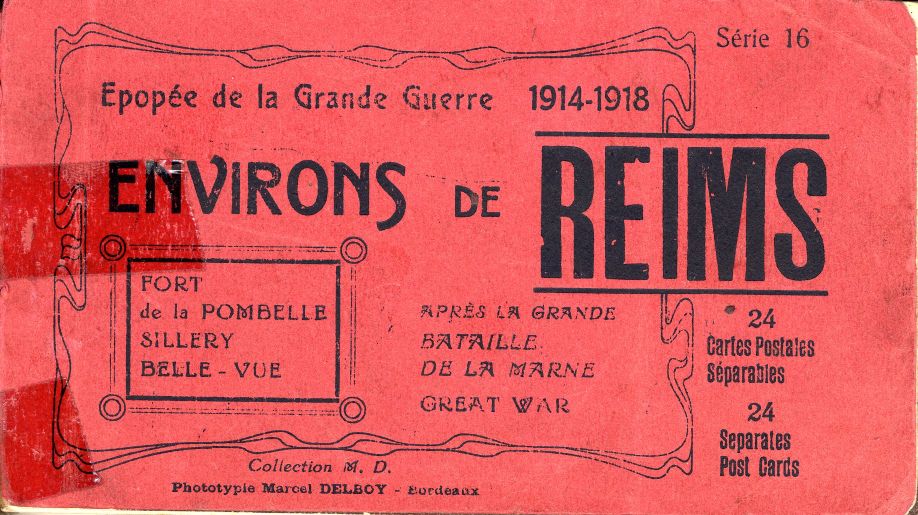 Série 16
Epopée de la Grande Guerre 1914-1918
ENVIRONS DE REIMS
FORT
de la POMBELLE
SILLERY
BELLE - VUE
APRÈS LA GRANDE
BATAILLE
DE LA MARNE
GREAT WAR
24
Cartes Postales
Séparables
24
Separates
Post Cards
Collection M. D.
Phototypie Marcel DELBOY - Bordeaux